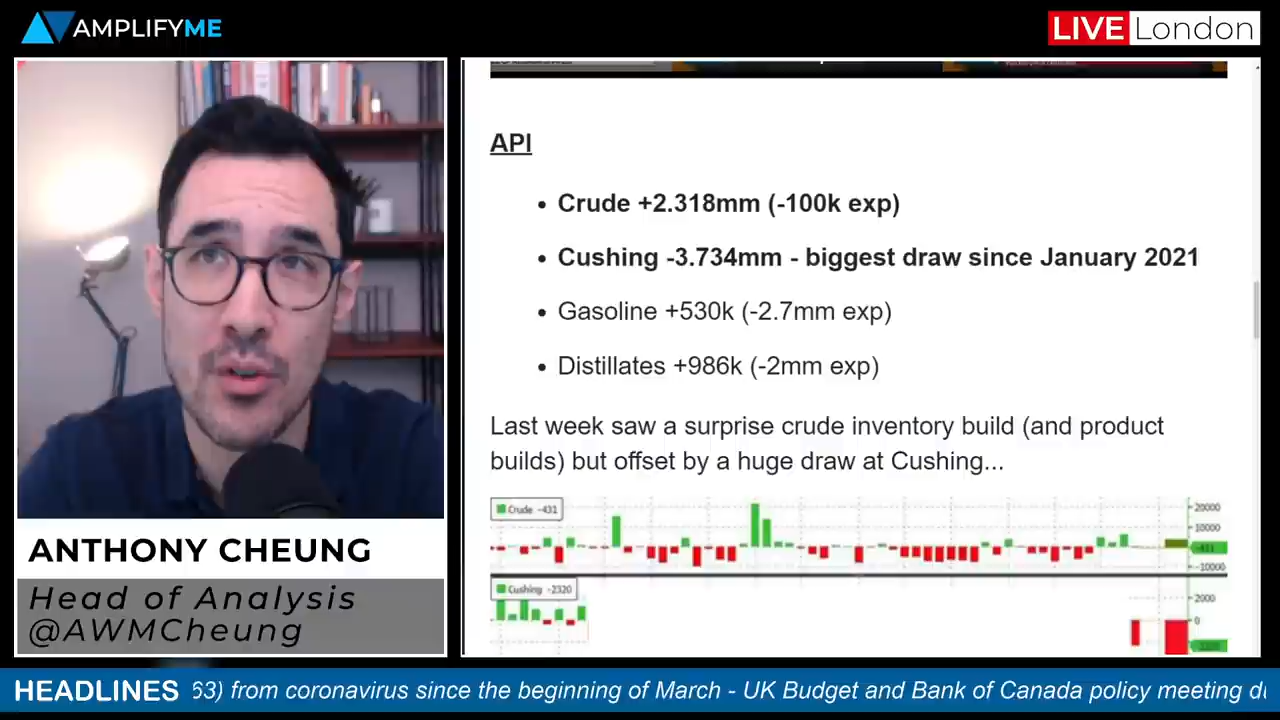 AMPLIFYME
LIVE London
API
• Crude +2.318mm (-100k exp)
• Cushing -3.734mm - biggest draw since January 2021
• Gasoline +530k (-2.7mm exp)
• Distillates +986k (-2mm exp)
Last week saw a surprise crude inventory build (and product
builds) but offset by a huge draw at Cushing...
Crude -431
20000
10000
-431
-10000
Cushing -2320
2000
0
ANTHONY CHEUNG
Head of Analysis
@AWMCheung
HEADLINES 63) from coronavirus since the beginning of March - UK Budget and Bank of Canada policy meeting du